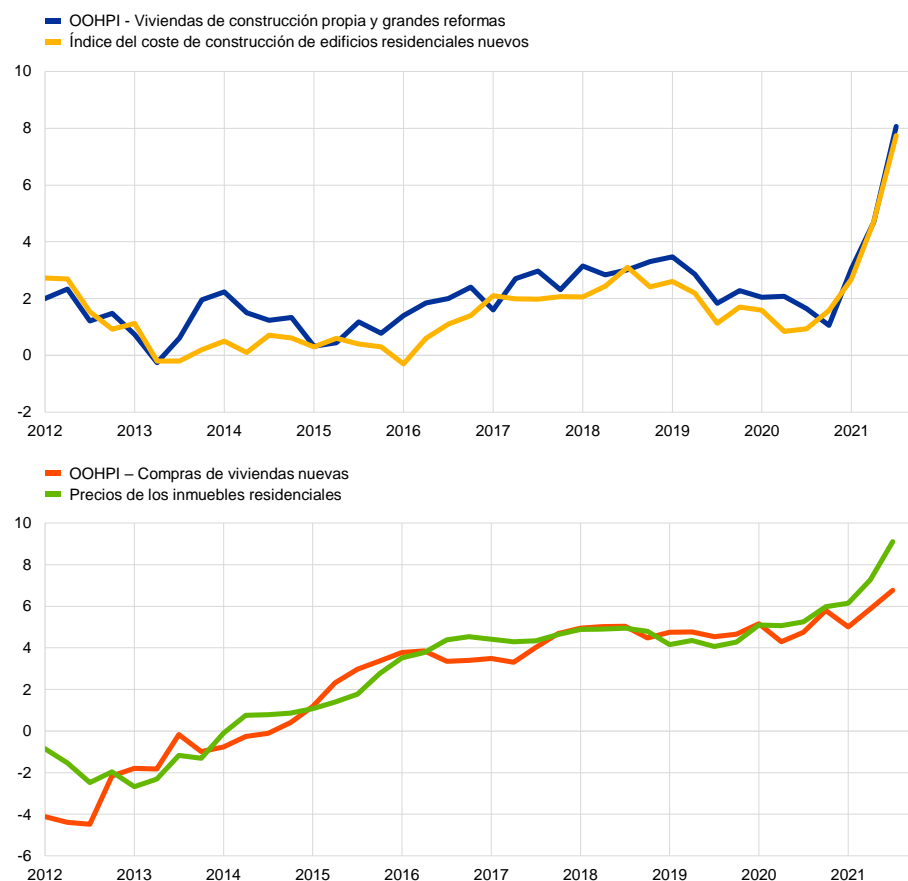 OOHPI - Viviendas de construcción propia y grandes reformas
Índice del coste de construcción de edificios residenciales nuevos
10
8
6
4
2
0
-2
2012 2013 2014 2015 2016 2017 2018 2019 2020 2021
OOHPI – Compras de viviendas nuevas
Precios de los inmuebles residenciales
10
8
6
4
2
0
-2
-4
-6
2012 2013 2014 2015 2016 2017 2018 2019 2020 2021